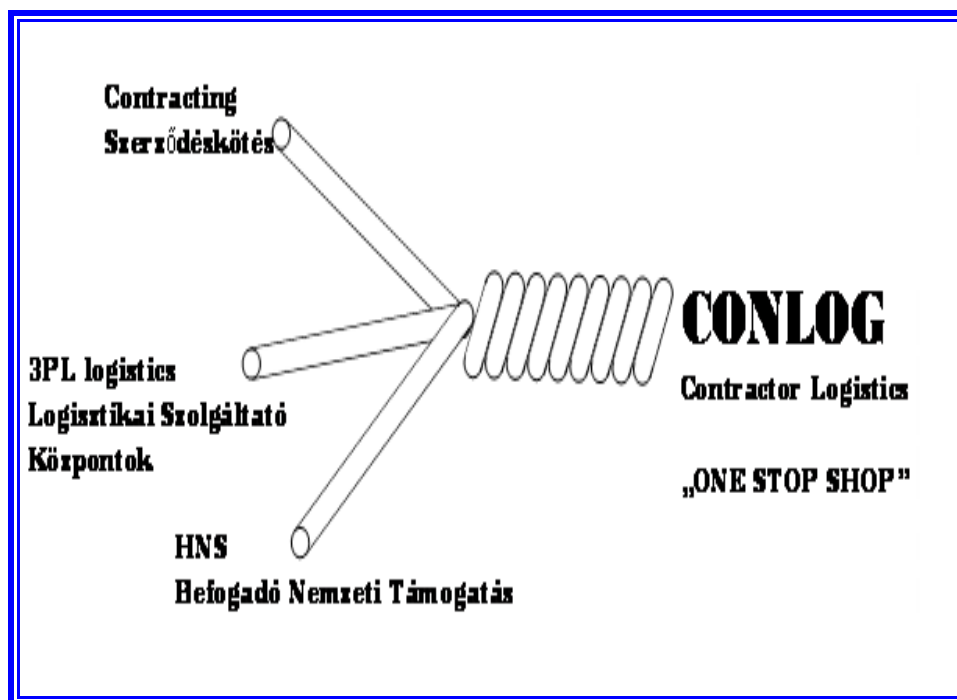 Contracting
Szerződéskötés
CONLOG
3PL logistics
Logisztikai Szolgáltató
Központok
Contractor Logistics
„ONE STOP SHOP”
HNS
Befogadó Nemzeti Támogatás